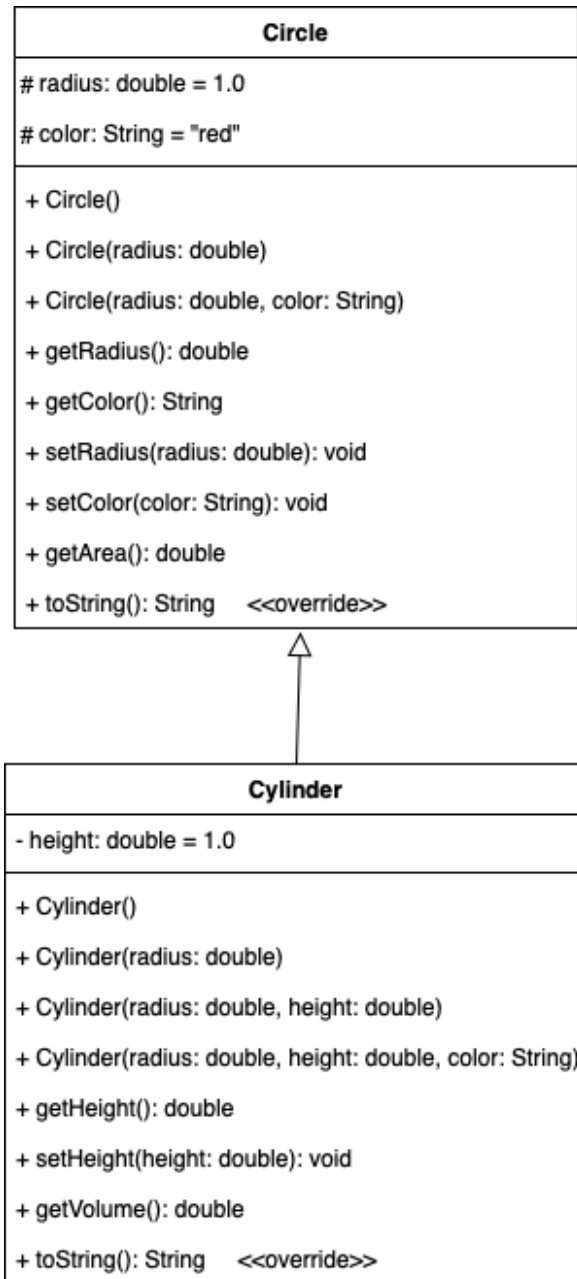 Circle
# radius: double = 1.0
# color: String = "red"
+ Circle()
+ Circle(radius: double)
+ Circle(radius: double, color: String)
+ getRadius(): double
+ getColor(): String
+ setRadius(radius: double): void
+ setColor(color: String): void
+ getArea(): double
+ toString(): String <<override>>
Cylinder
- height: double = 1.0
+ Cylinder()
+ Cylinder(radius: double)
+ Cylinder(radius: double, height: double)
+ Cylinder(radius: double, height: double, color: String)
+ getHeight(): double
+ setHeight(height: double): void
+ getVolume(): double
+ toString(): String <<override>>